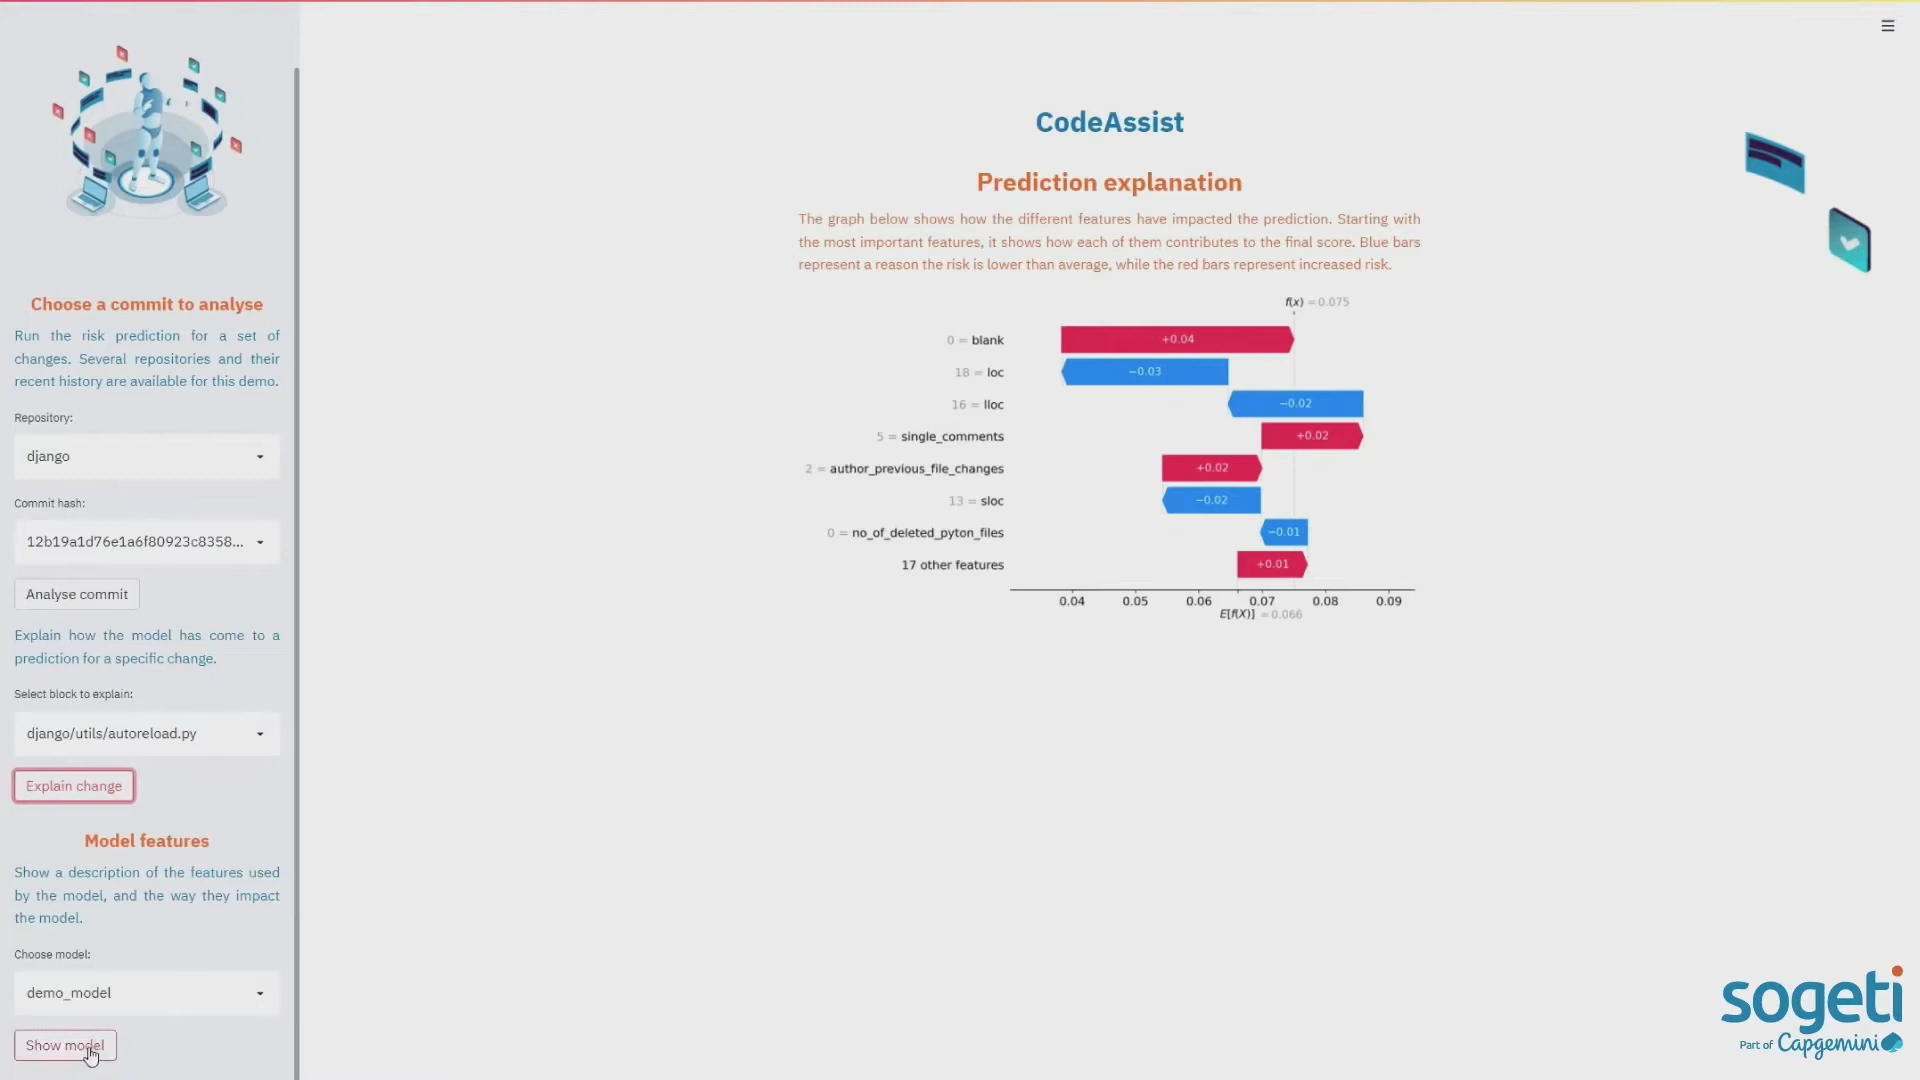 Choose a commit to analyse
Run the risk prediction for a set of
changes. Several repositories and their
recent history are available for this demo.
Repository:
django
Commit hash:
12b19a1d76e1a6f80923c8358...
Analyse commit
Explain how the model has come to a
prediction for a specific change.
Select block to explain:
django/utils/autoreload.py
Explain change
Model features
Show a description of the features used
by the model, and the way they impact
the model.
Choose model:
demo_model
Show model
CodeAssist
Prediction explanation
The graph below shows how the different features have impacted the prediction. Starting with
the most important features, it shows how each of them contributes to the final score. Blue bars
represent a reason the risk is lower than average, while the red bars represent increased risk.
f(x) = 0.075
0 = blank +0.04
18 = loc −0.03
16 = lloc −0.02
5 = single_comments +0.02
2 = author_previous_file_changes +0.02
13 = sloc −0.02
0 = no_of_deleted_pyton_files −0.01
17 other features +0.01
0.04 0.05 0.06 0.07 0.08 0.09
E[f(X)] = 0.066
sogeti
Part of Capgemini